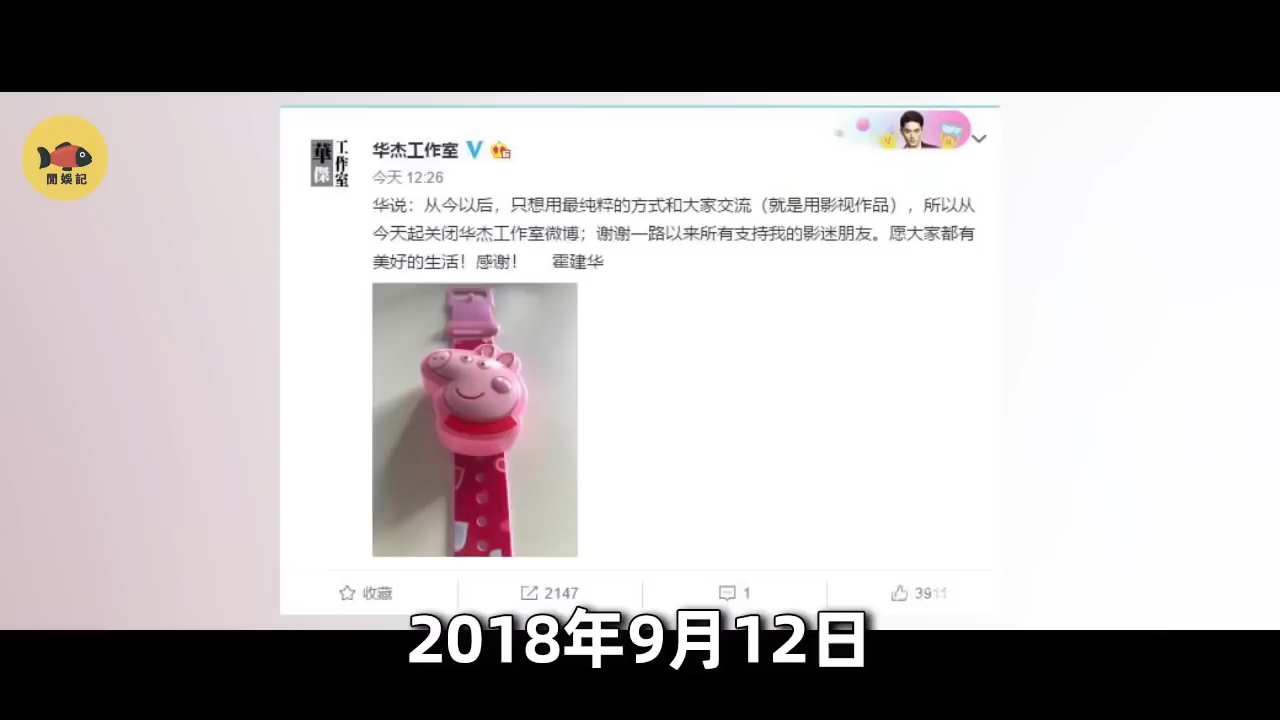 閒娛記
華傑
工作室
华杰工作室
今天 12:26
华说：从今以后，只想用最纯粹的方式和大家交流（就是用影视作品），所以从
今天起关闭华杰工作室微博；谢谢一路以来所有支持我的影迷朋友。愿大家都有
美好的生活！感谢！ 霍建华
收藏
2147
1
3911
2018年9月12日